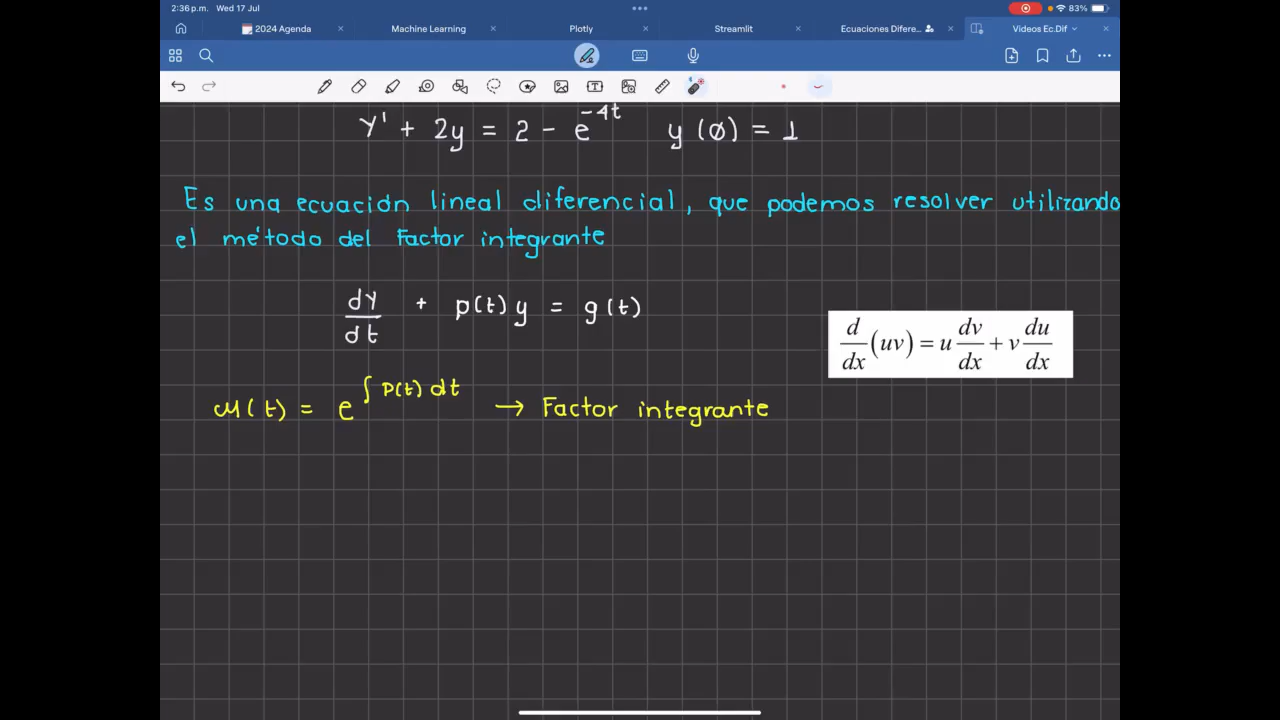 2:36 p.m. Wed 17 Jul
83%
2024 Agenda
Machine Learning
Plotly
Streamlit
Ecuaciones Difere...
Videos Ec.Dif
y' + 2y = 2 - e^{-4t} y(0) = 1
Es una ecuación lineal diferencial, que podemos resolver utilizando
el método del Factor integrante
dy/dt + p(t)y = g(t)
d/dx (uv) = u dv/dx + v du/dx
μ(t) = e^{∫ P(t) dt} → Factor integrante